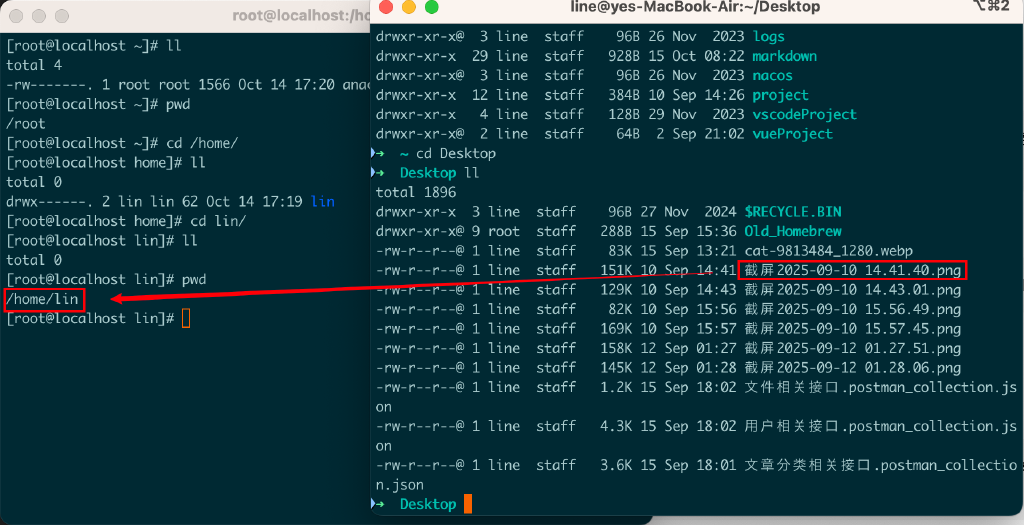 root@localhost:/ho
[root@localhost ~]# ll
total 4
-rw-------. 1 root root 1566 Oct 14 17:20 anac
[root@localhost ~]# pwd
/root
[root@localhost ~]# cd /home/
[root@localhost home]# ll
total 0
drwx------. 2 lin lin 62 Oct 14 17:19 lin
[root@localhost home]# cd lin/
[root@localhost lin]# ll
total 0
[root@localhost lin]# pwd
/home/lin
[root@localhost lin]#
line@yes-MacBook-Air:~/Desktop
⌥⌘2
drwxr-xr-x@ 3 line staff 96B 26 Nov 2023 logs
drwxr-xr-x 29 line staff 928B 15 Oct 08:22 markdown
drwxr-xr-x@ 3 line staff 96B 26 Nov 2023 nacos
drwxr-xr-x 12 line staff 384B 10 Sep 14:26 project
drwxr-xr-x 4 line staff 128B 29 Nov 2023 vscodeProject
drwxr-xr-x@ 2 line staff 64B 2 Sep 21:02 vueProject
➜ ~ cd Desktop
➜ Desktop ll
total 1896
drwxr-xr-x 3 line staff 96B 27 Nov 2024 $RECYCLE.BIN
drwxr-xr-x@ 9 root staff 288B 15 Sep 15:36 Old_Homebrew
-rw-r--r--@ 1 line staff 83K 15 Sep 13:21 cat-9813484_1280.webp
-rw-r--r--@ 1 line staff 151K 10 Sep 14:41 截屏2025-09-10 14.41.40.png
-rw-r--r--@ 1 line staff 129K 10 Sep 14:43 截屏2025-09-10 14.43.01.png
-rw-r--r--@ 1 line staff 82K 10 Sep 15:56 截屏2025-09-10 15.56.49.png
-rw-r--r--@ 1 line staff 169K 10 Sep 15:57 截屏2025-09-10 15.57.45.png
-rw-r--r--@ 1 line staff 158K 12 Sep 01:27 截屏2025-09-12 01.27.51.png
-rw-r--r--@ 1 line staff 145K 12 Sep 01:28 截屏2025-09-12 01.28.06.png
-rw-r--r--@ 1 line staff 1.2K 15 Sep 18:02 文件相关接口.postman_collection.js
on
-rw-r--r--@ 1 line staff 4.3K 15 Sep 18:02 用户相关接口.postman_collection.js
on
-rw-r--r--@ 1 line staff 3.6K 15 Sep 18:01 文章分类相关接口.postman_collectio
n.json
➜ Desktop